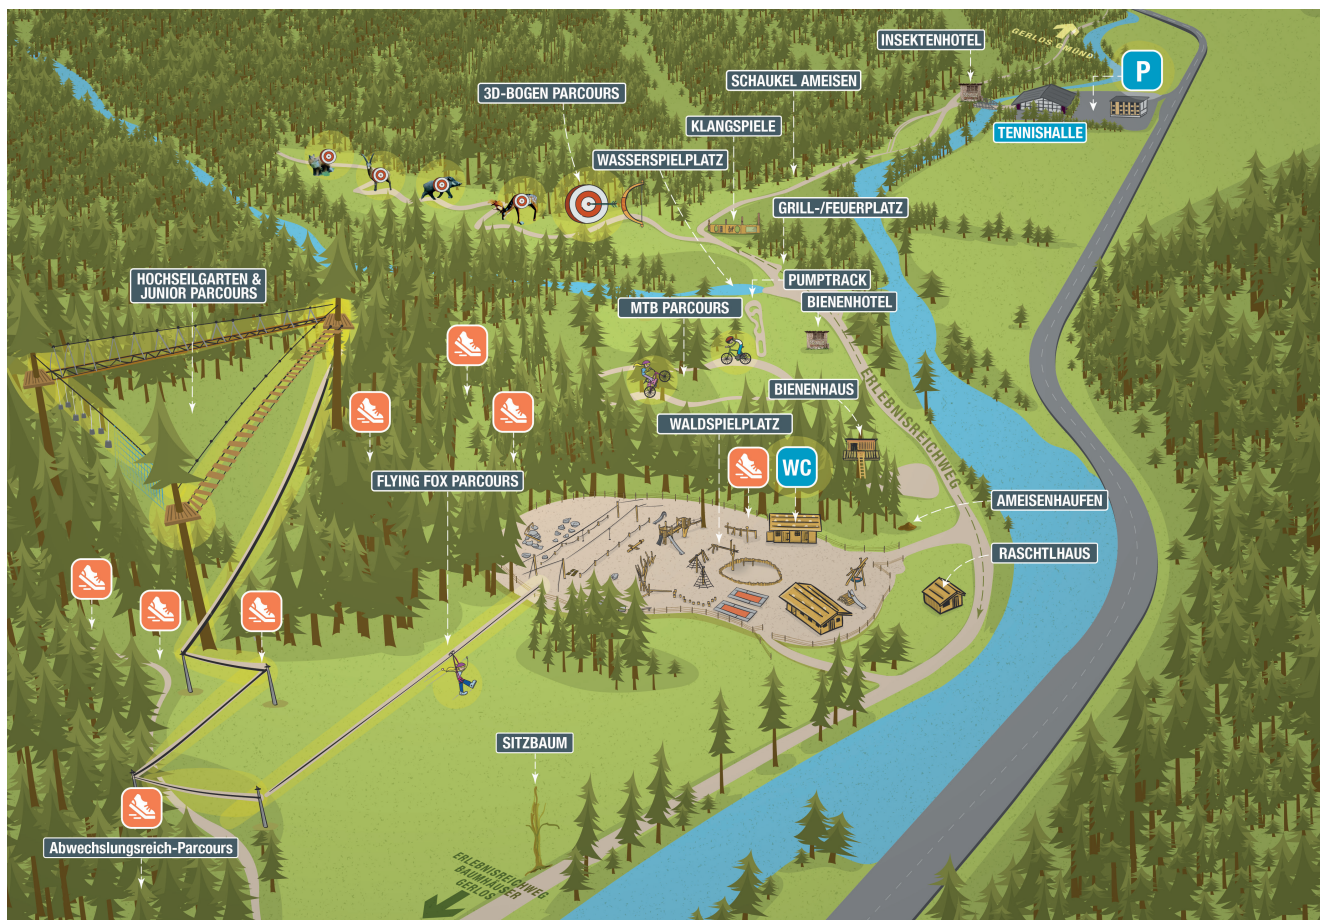 GERLOS GMÜND
INSEKTENHOTEL
P
SCHAUKEL AMEISEN
3D-BOGEN PARCOURS
KLANGSPIELE
TENNISHALLE
WASSERSPIELPLATZ
GRILL-/FEUERPLATZ
HOCHSEILGARTEN &
JUNIOR PARCOURS
PUMPTRACK
MTB PARCOURS
BIENENHOTEL
ERLEBNISREICHWEG
BIENENHAUS
WALDSPIELPLATZ
WC
FLYING FOX PARCOURS
AMEISENHAUFEN
RASCHTLHAUS
SITZBAUM
Abwechslungsreich-Parcours
ERLEBNISREICHWEG
BAUMHÄUSER
GERLOS